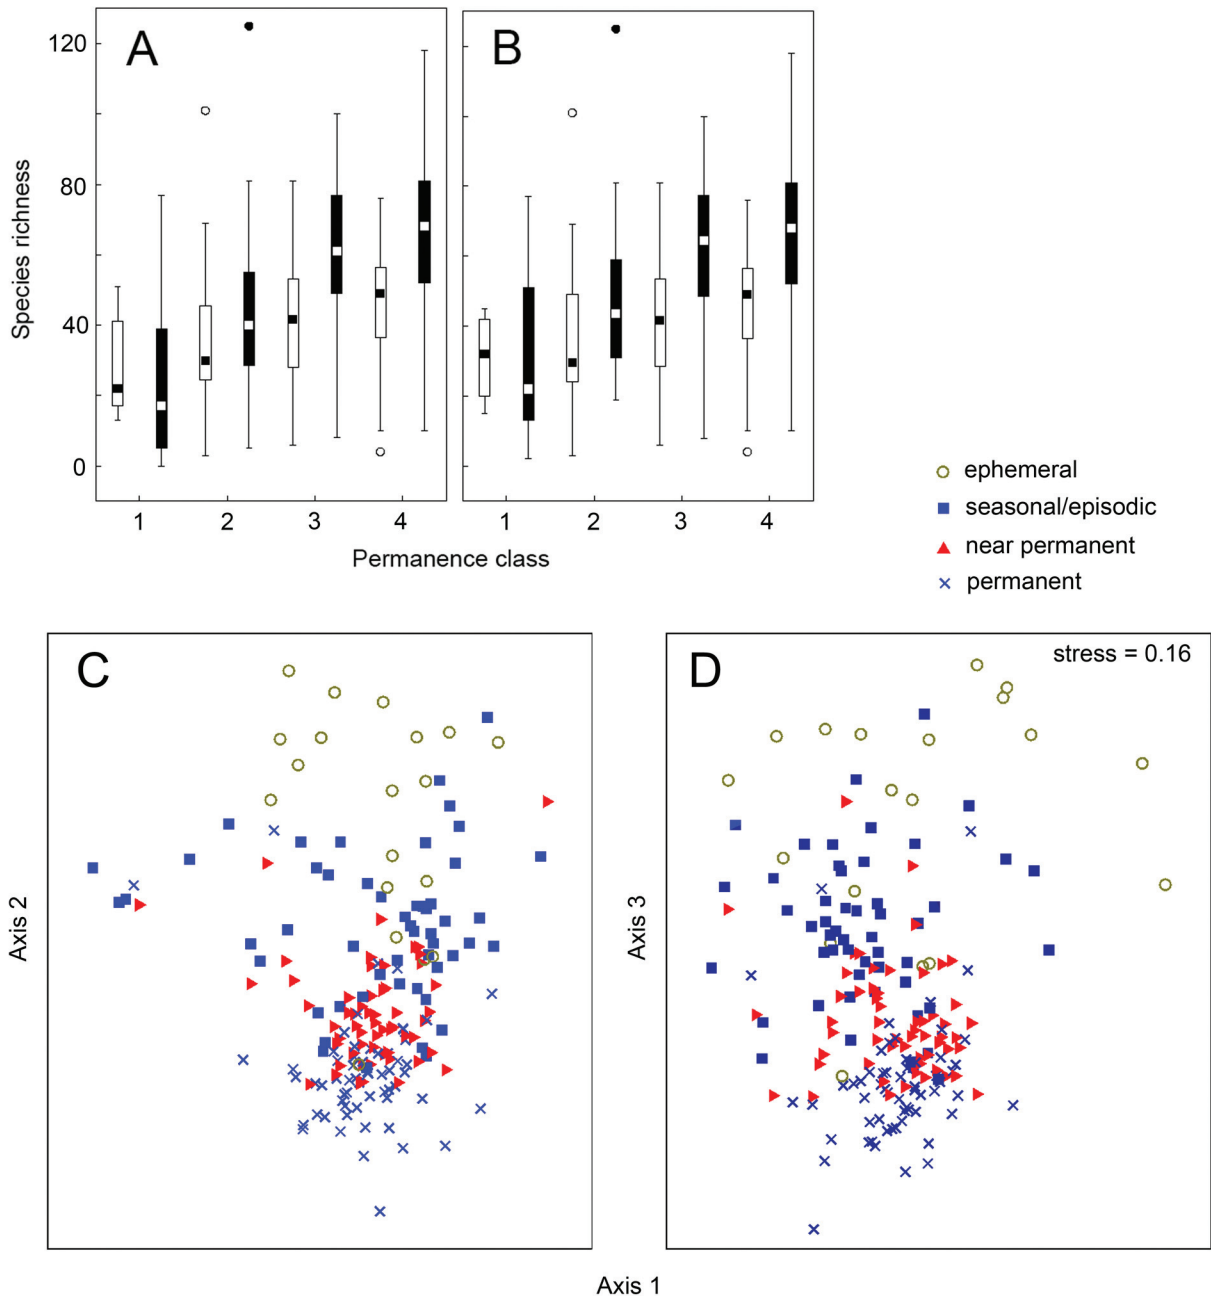 A
B
120
80
40
0
Species richness
1 2 3 4
1 2 3 4
Permanence class
ephemeral
seasonal/episodic
near permanent
permanent
C
D
stress = 0.16
Axis 2
Axis 3
Axis 1